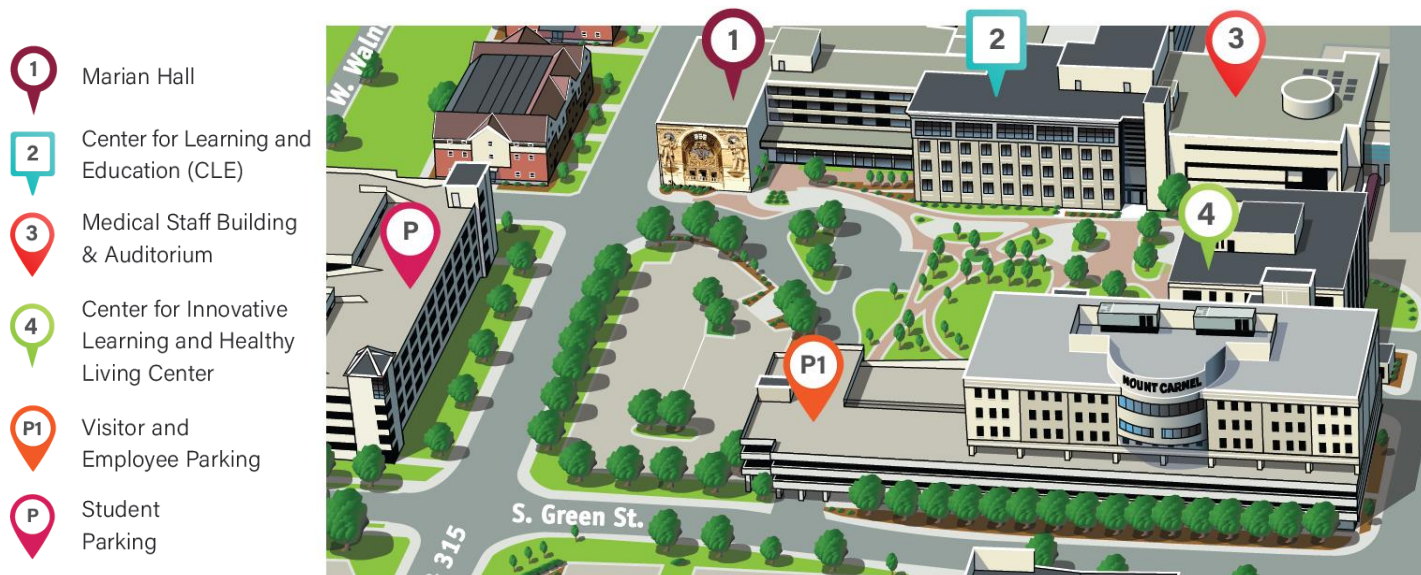 1
Marian Hall
2
Center for Learning and
Education (CLE)
3
Medical Staff Building
& Auditorium
4
Center for Innovative
Learning and Healthy
Living Center
P1
Visitor and
Employee Parking
P
Student
Parking
1
2
3
W. Waln
P
4
P1
MOUNT CARMEL
S. Green St.
315